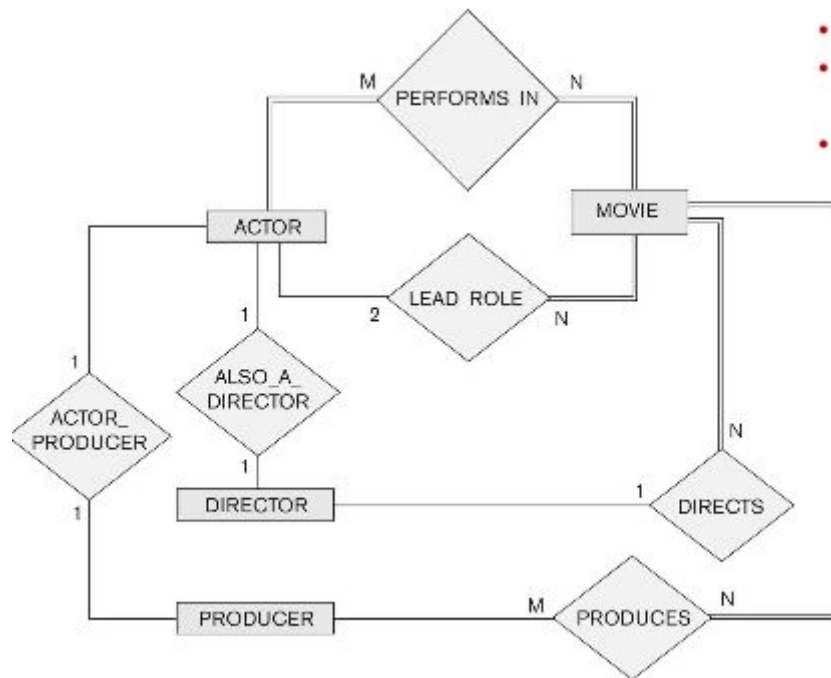 M
PERFORMS IN
N
ACTOR
MOVIE
2
LEAD ROLE
N
1
1
ALSO_A_
DIRECTOR
ACTOR_
PRODUCER
1
1
DIRECTOR
1
DIRECTS
N
PRODUCER
M
PRODUCES
N